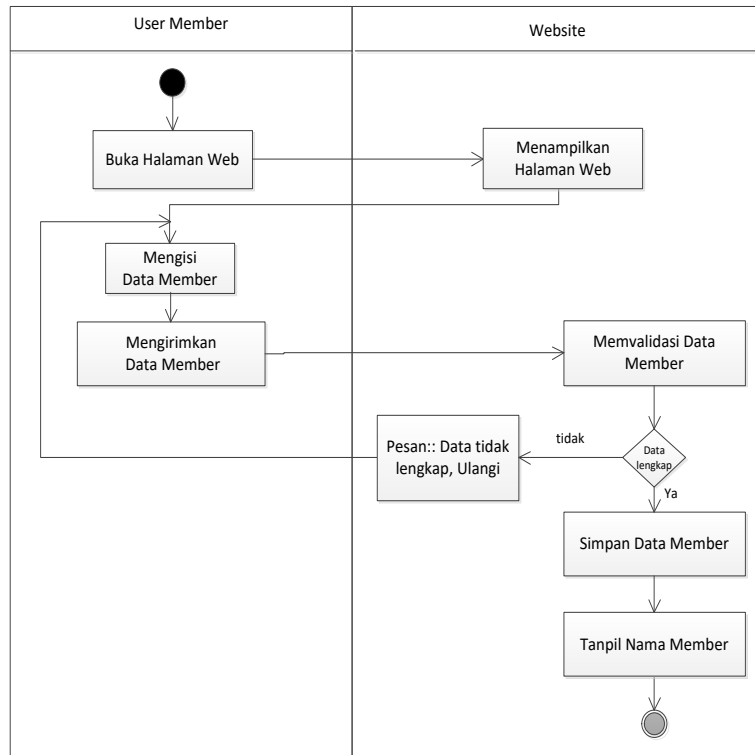 User Member
Website
Buka Halaman Web
Menampilkan
Halaman Web
Mengisi
Data Member
Mengirimkan
Data Member
Memvalidasi Data
Member
Pesan:: Data tidak
lengkap, Ulangi
tidak
Data
lengkap
Ya
Simpan Data Member
Tanpil Nama Member